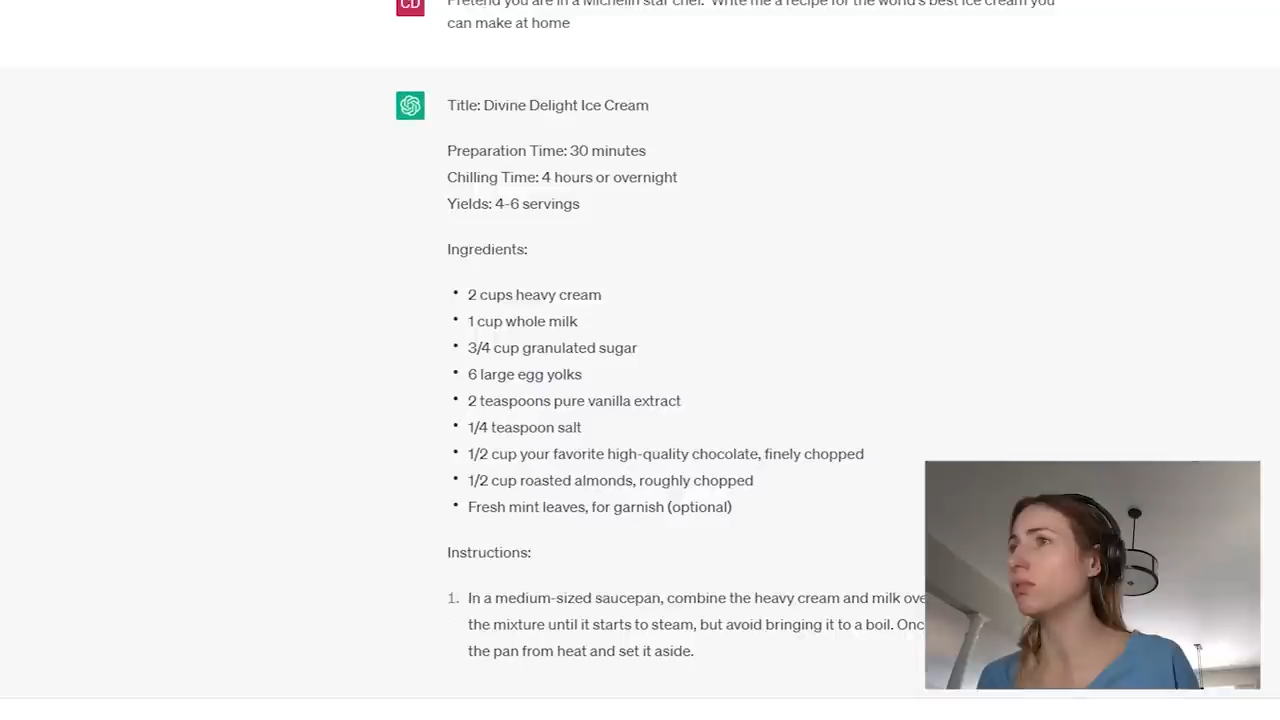 CD
Pretend you are in a Michelin star chef. Write me a recipe for the world's best ice cream you
can make at home
Title: Divine Delight Ice Cream
Preparation Time: 30 minutes
Chilling Time: 4 hours or overnight
Yields: 4-6 servings
Ingredients:
• 2 cups heavy cream
• 1 cup whole milk
• 3/4 cup granulated sugar
• 6 large egg yolks
• 2 teaspoons pure vanilla extract
• 1/4 teaspoon salt
• 1/2 cup your favorite high-quality chocolate, finely chopped
• 1/2 cup roasted almonds, roughly chopped
• Fresh mint leaves, for garnish (optional)
Instructions:
1. In a medium-sized saucepan, combine the heavy cream and milk ove
the mixture until it starts to steam, but avoid bringing it to a boil. Onc
the pan from heat and set it aside.